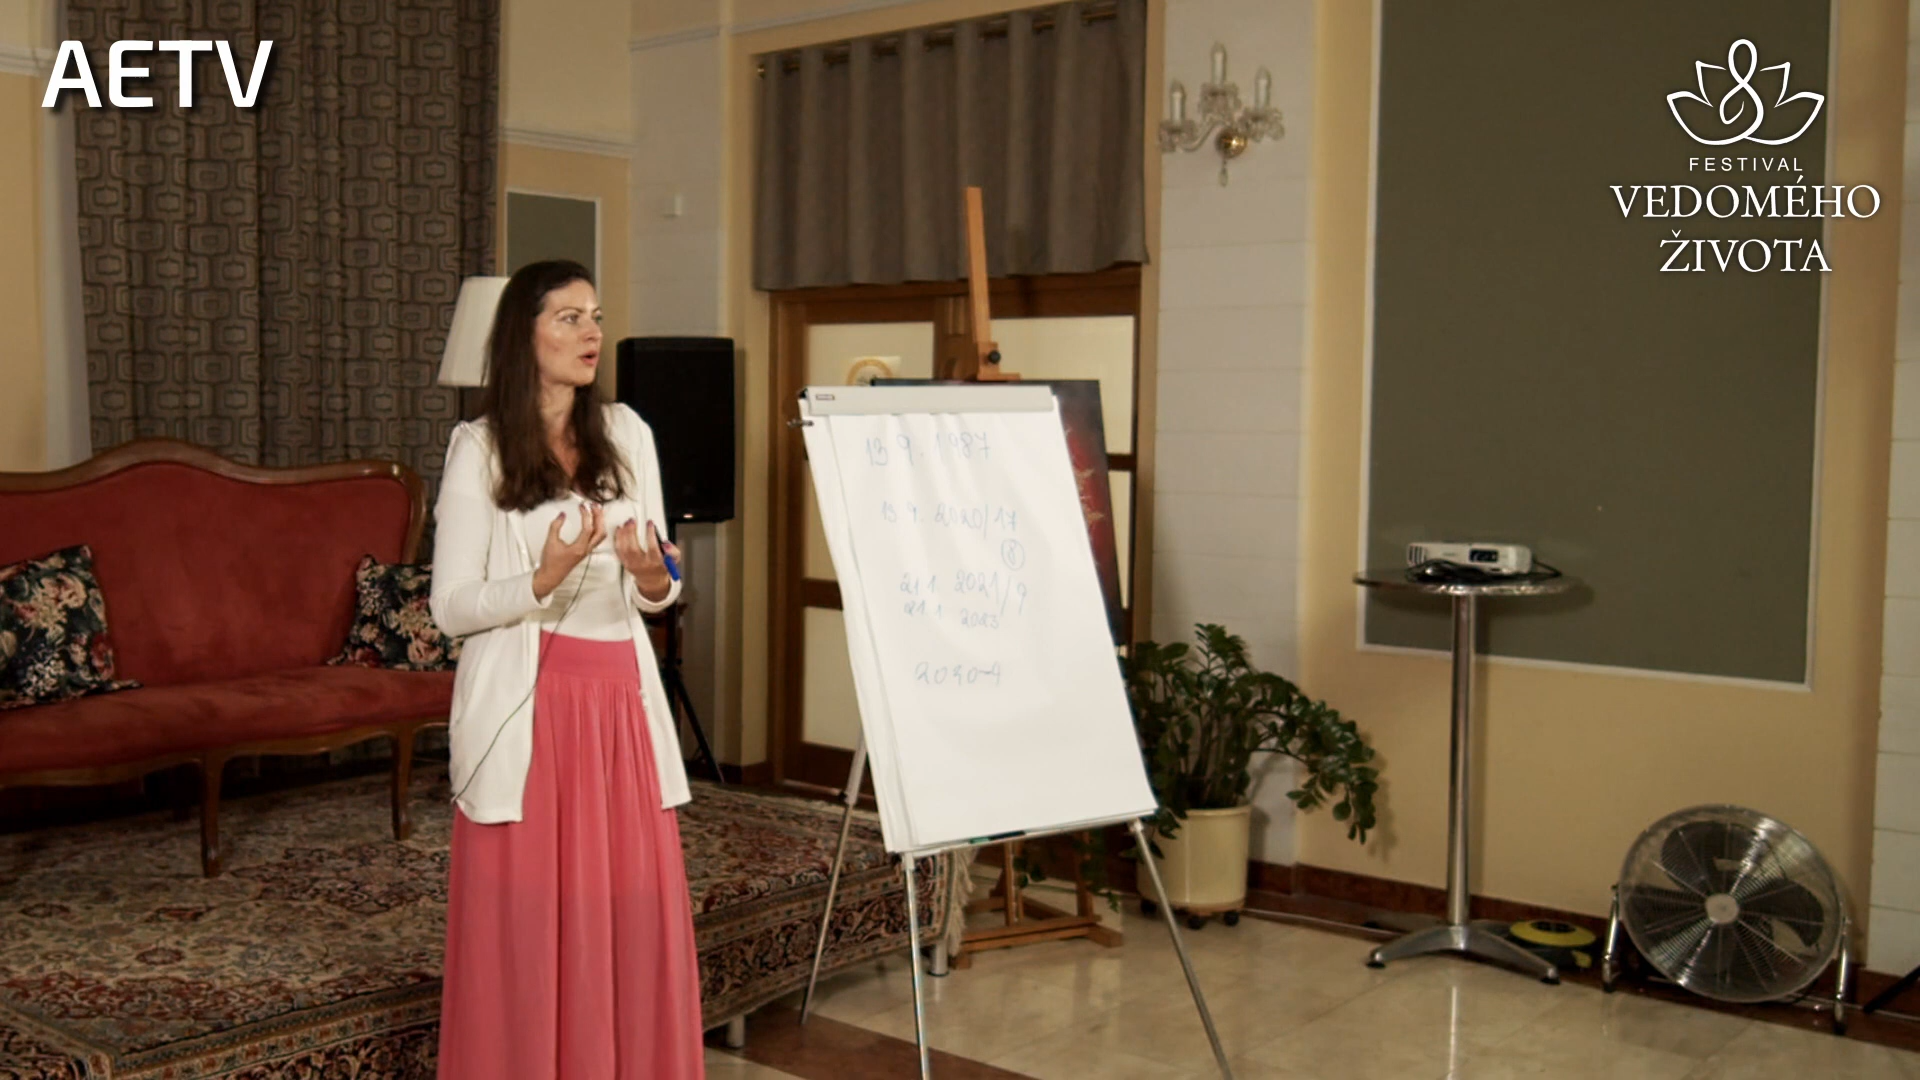 AETV
FESTIVAL
VEDOMÉHO
ŽIVOTA
13 9. 1987
13 9. 2020/17
8
21 1. 2021/9
21. 1 2023
2020-4